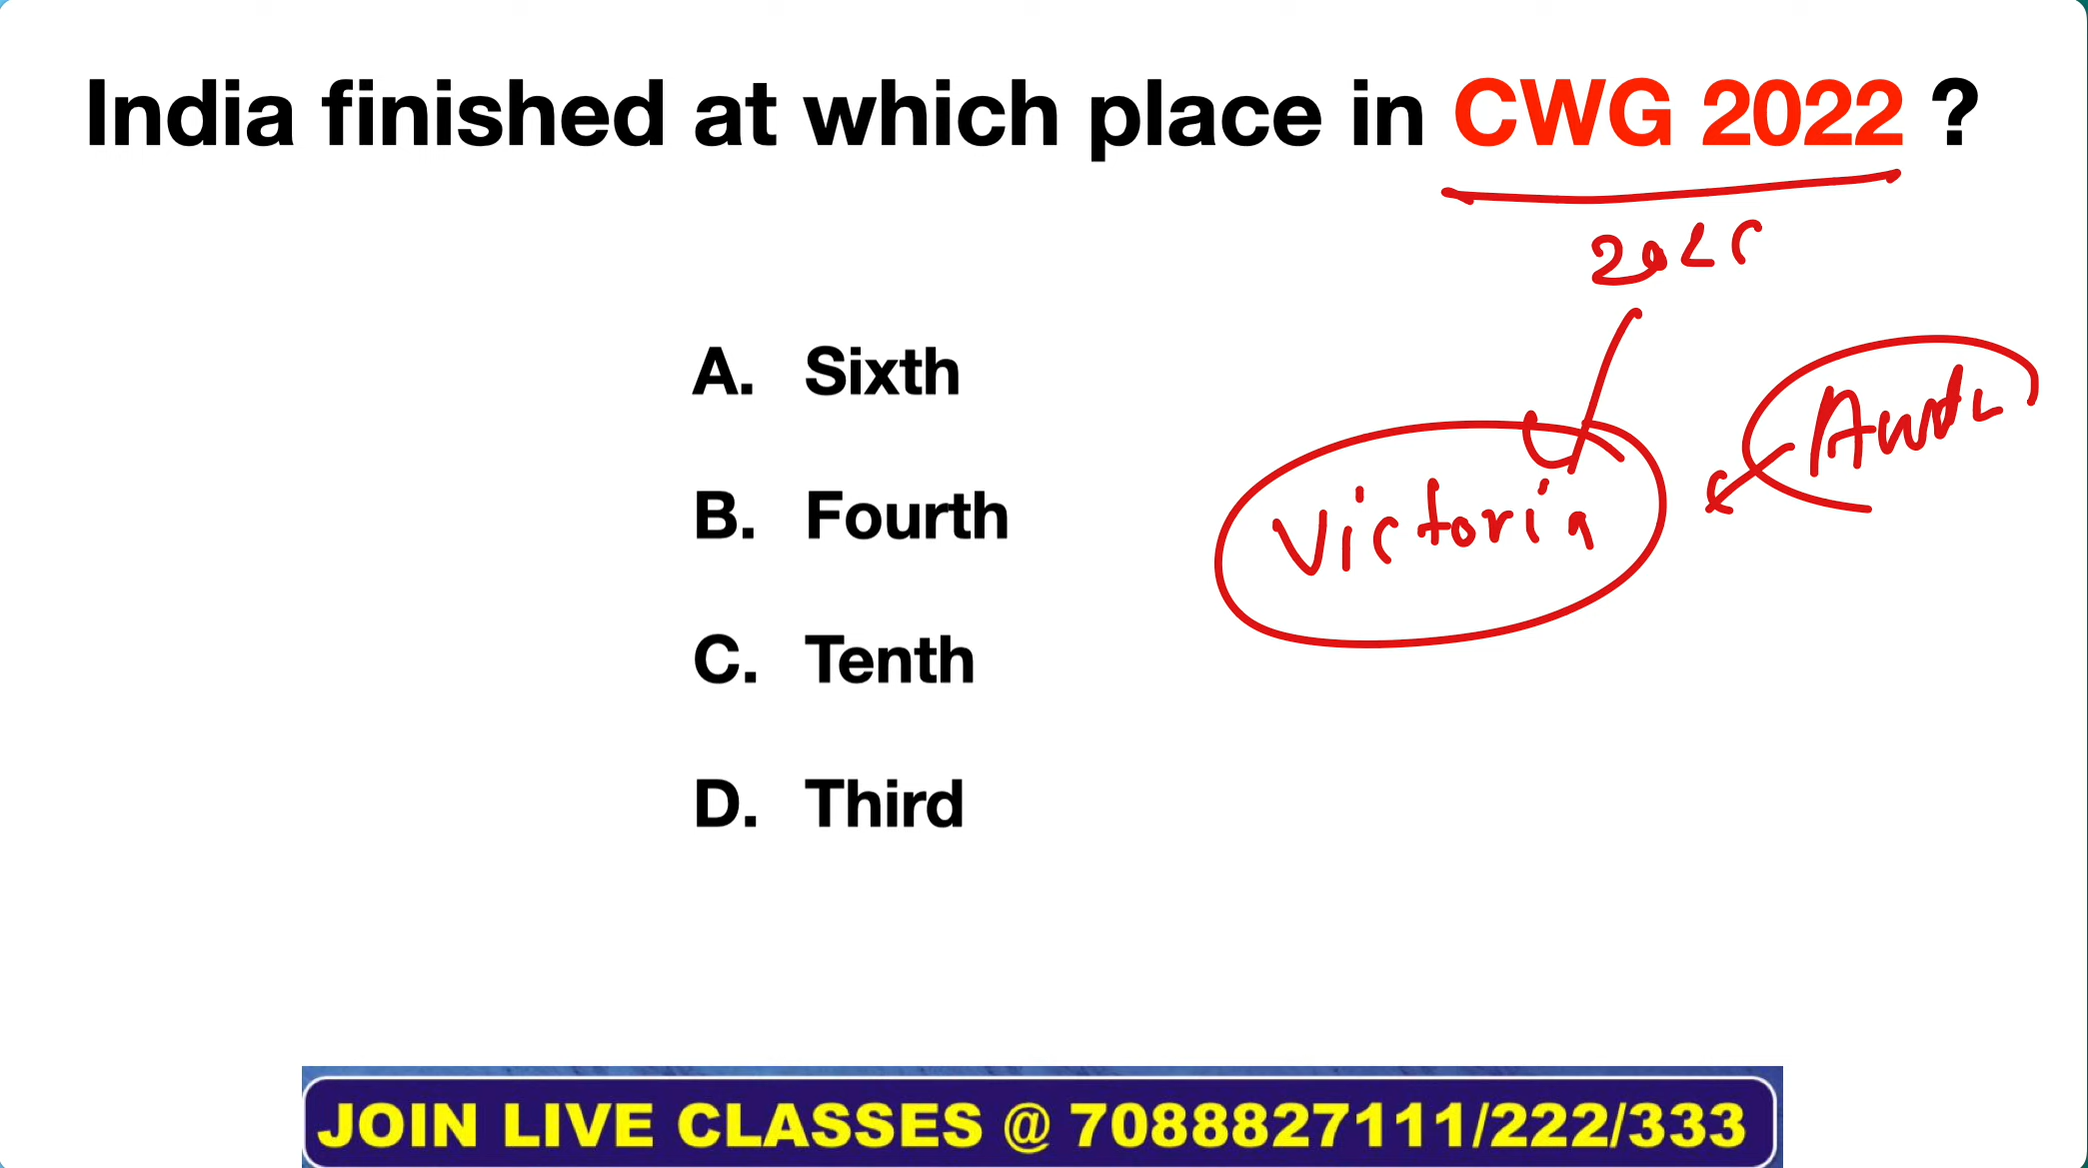 India finished at which place in CWG 2022 ?
A. Sixth
B. Fourth
Victoria
C. Tenth
D. Third
JOIN LIVE CLASSES @ 7088827111/222/333